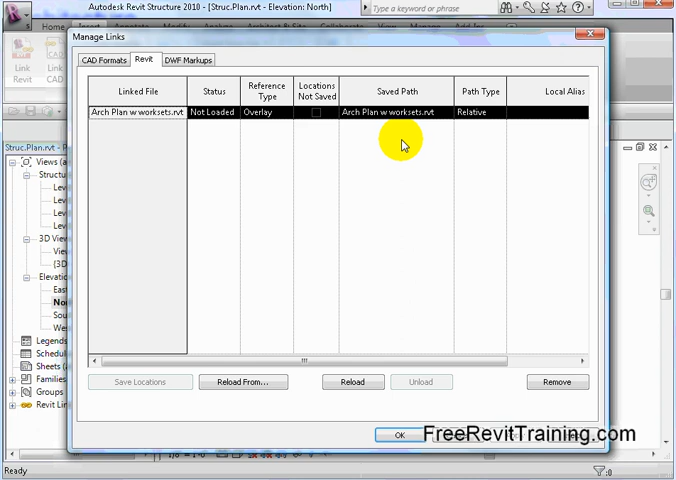 Autodesk Revit Structure 2010 - [Struc.Plan.rvt - Elevation: North]
Type a keyword or phrase
Manage Links
Link
Revit
Link
CAD
CAD Formats
Revit
DWF Markups
Linked File
Status
Reference Type
Locations Not Saved
Saved Path
Path Type
Local Alias
Arch Plan w worksets.rvt
Not Loaded
Overlay
Arch Plan w worksets.rvt
Relative
Struc.Plan.rvt - P
Views (a
Struct
Lev
Lev
Lev
Lev
3D View
View
{3D
Elevatio
East
Nor
Sou
Wes
Legends
Schedul
Sheets (a
Families
Groups
Revit Lin
Save Locations
Reload From...
Reload
Unload
Remove
OK
FreeRevitTraining.com
Ready
:0